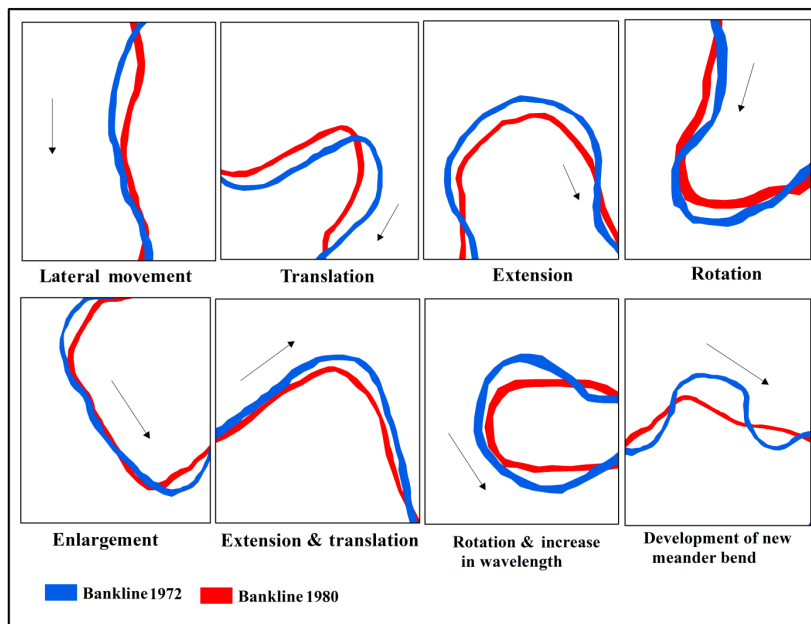 Lateral movement
Translation
Extension
Rotation
Enlargement
Extension & translation
Rotation & increase
in wavelength
Development of new
meander bend
Bankline 1972
Bankline 1980